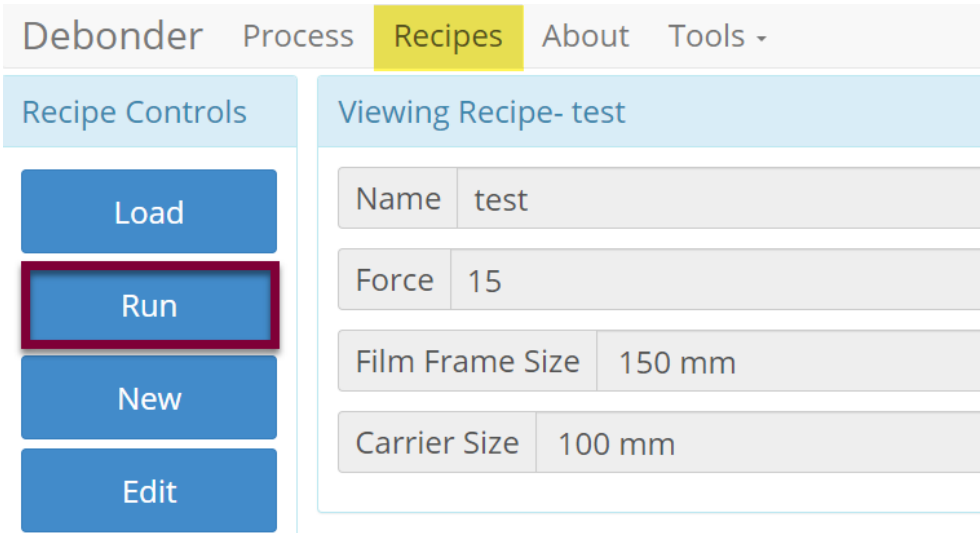 Debonder Process Recipes About Tools
Recipe Controls
Load
Run
New
Edit
Viewing Recipe- test
Name test
Force 15
Film Frame Size 150 mm
Carrier Size 100 mm